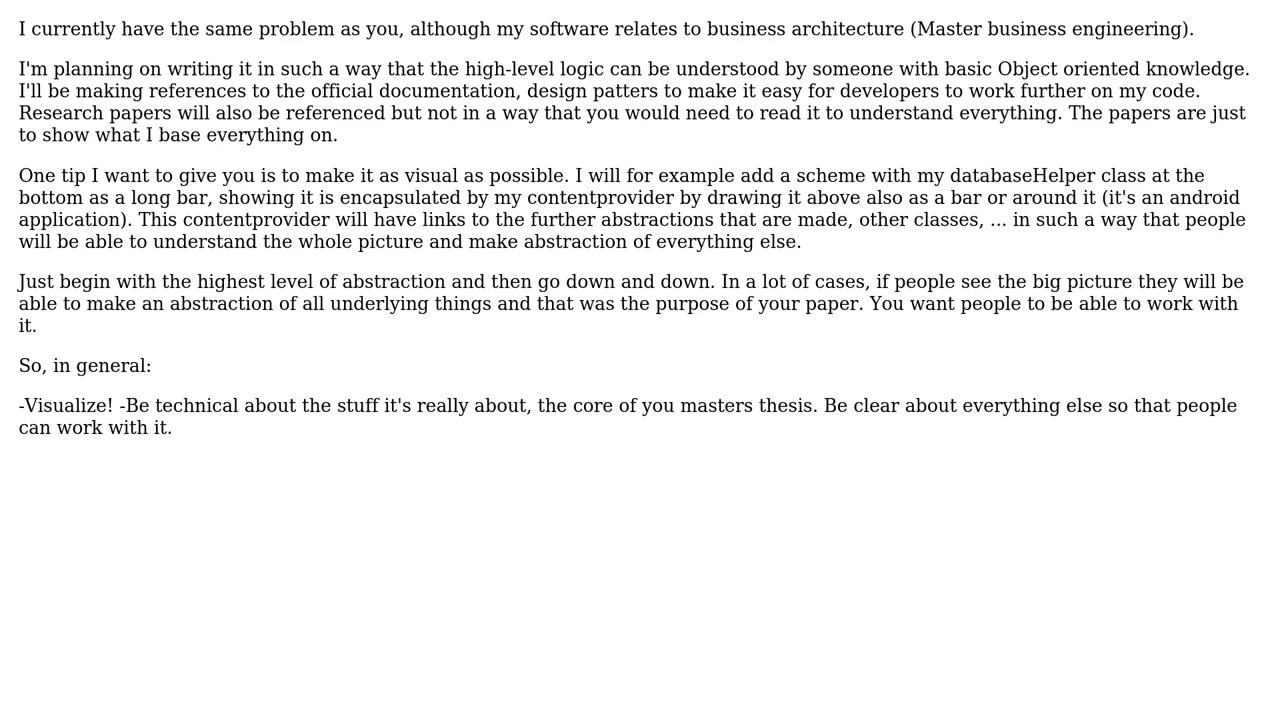 I currently have the same problem as you, although my software relates to business architecture (Master business engineering).
I'm planning on writing it in such a way that the high-level logic can be understood by someone with basic Object oriented knowledge.
I'll be making references to the official documentation, design patters to make it easy for developers to work further on my code.
Research papers will also be referenced but not in a way that you would need to read it to understand everything. The papers are just
to show what I base everything on.
One tip I want to give you is to make it as visual as possible. I will for example add a scheme with my databaseHelper class at the
bottom as a long bar, showing it is encapsulated by my contentprovider by drawing it above also as a bar or around it (it's an android
application). This contentprovider will have links to the further abstractions that are made, other classes, ... in such a way that people
will be able to understand the whole picture and make abstraction of everything else.
Just begin with the highest level of abstraction and then go down and down. In a lot of cases, if people see the big picture they will be
able to make an abstraction of all underlying things and that was the purpose of your paper. You want people to be able to work with
it.
So, in general:
-Visualize! -Be technical about the stuff it's really about, the core of you masters thesis. Be clear about everything else so that people
can work with it.